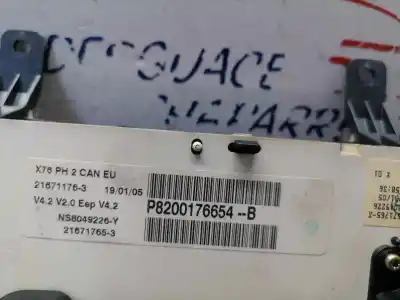 DESGUACE
X76 PH 2 CAN EU
21671176-3 19/01/05
V4.2 V2.0 Eep V4.2
NS8049226-Y
21671765-3
P8200176654--B